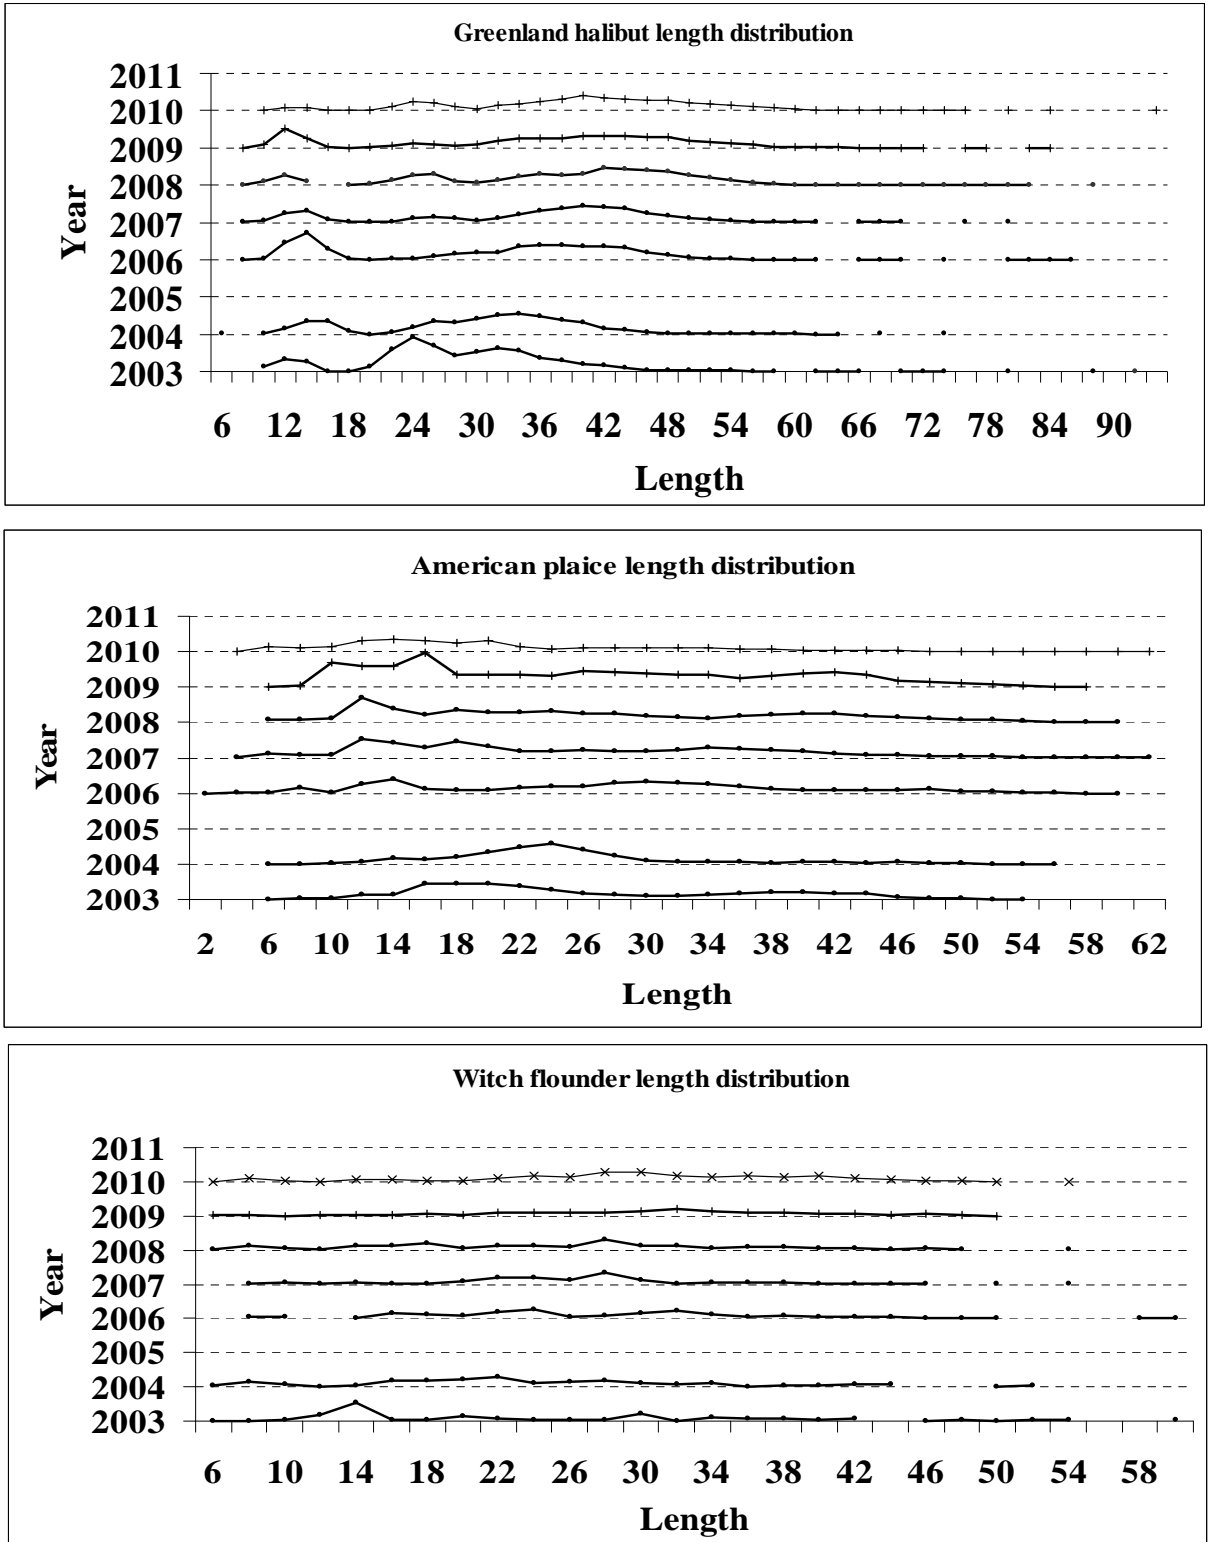 Greenland halibut length distribution
2011
2010
2009
2008
2007
2006
2005
2004
2003
Year
6 12 18 24 30 36 42 48 54 60 66 72 78 84 90
Length
American plaice length distribution
2011
2010
2009
2008
2007
2006
2005
2004
2003
Year
2 6 10 14 18 22 26 30 34 38 42 46 50 54 58 62
Length
Witch flounder length distribution
2011
2010
2009
2008
2007
2006
2005
2004
2003
Year
6 10 14 18 22 26 30 34 38 42 46 50 54 58
Length